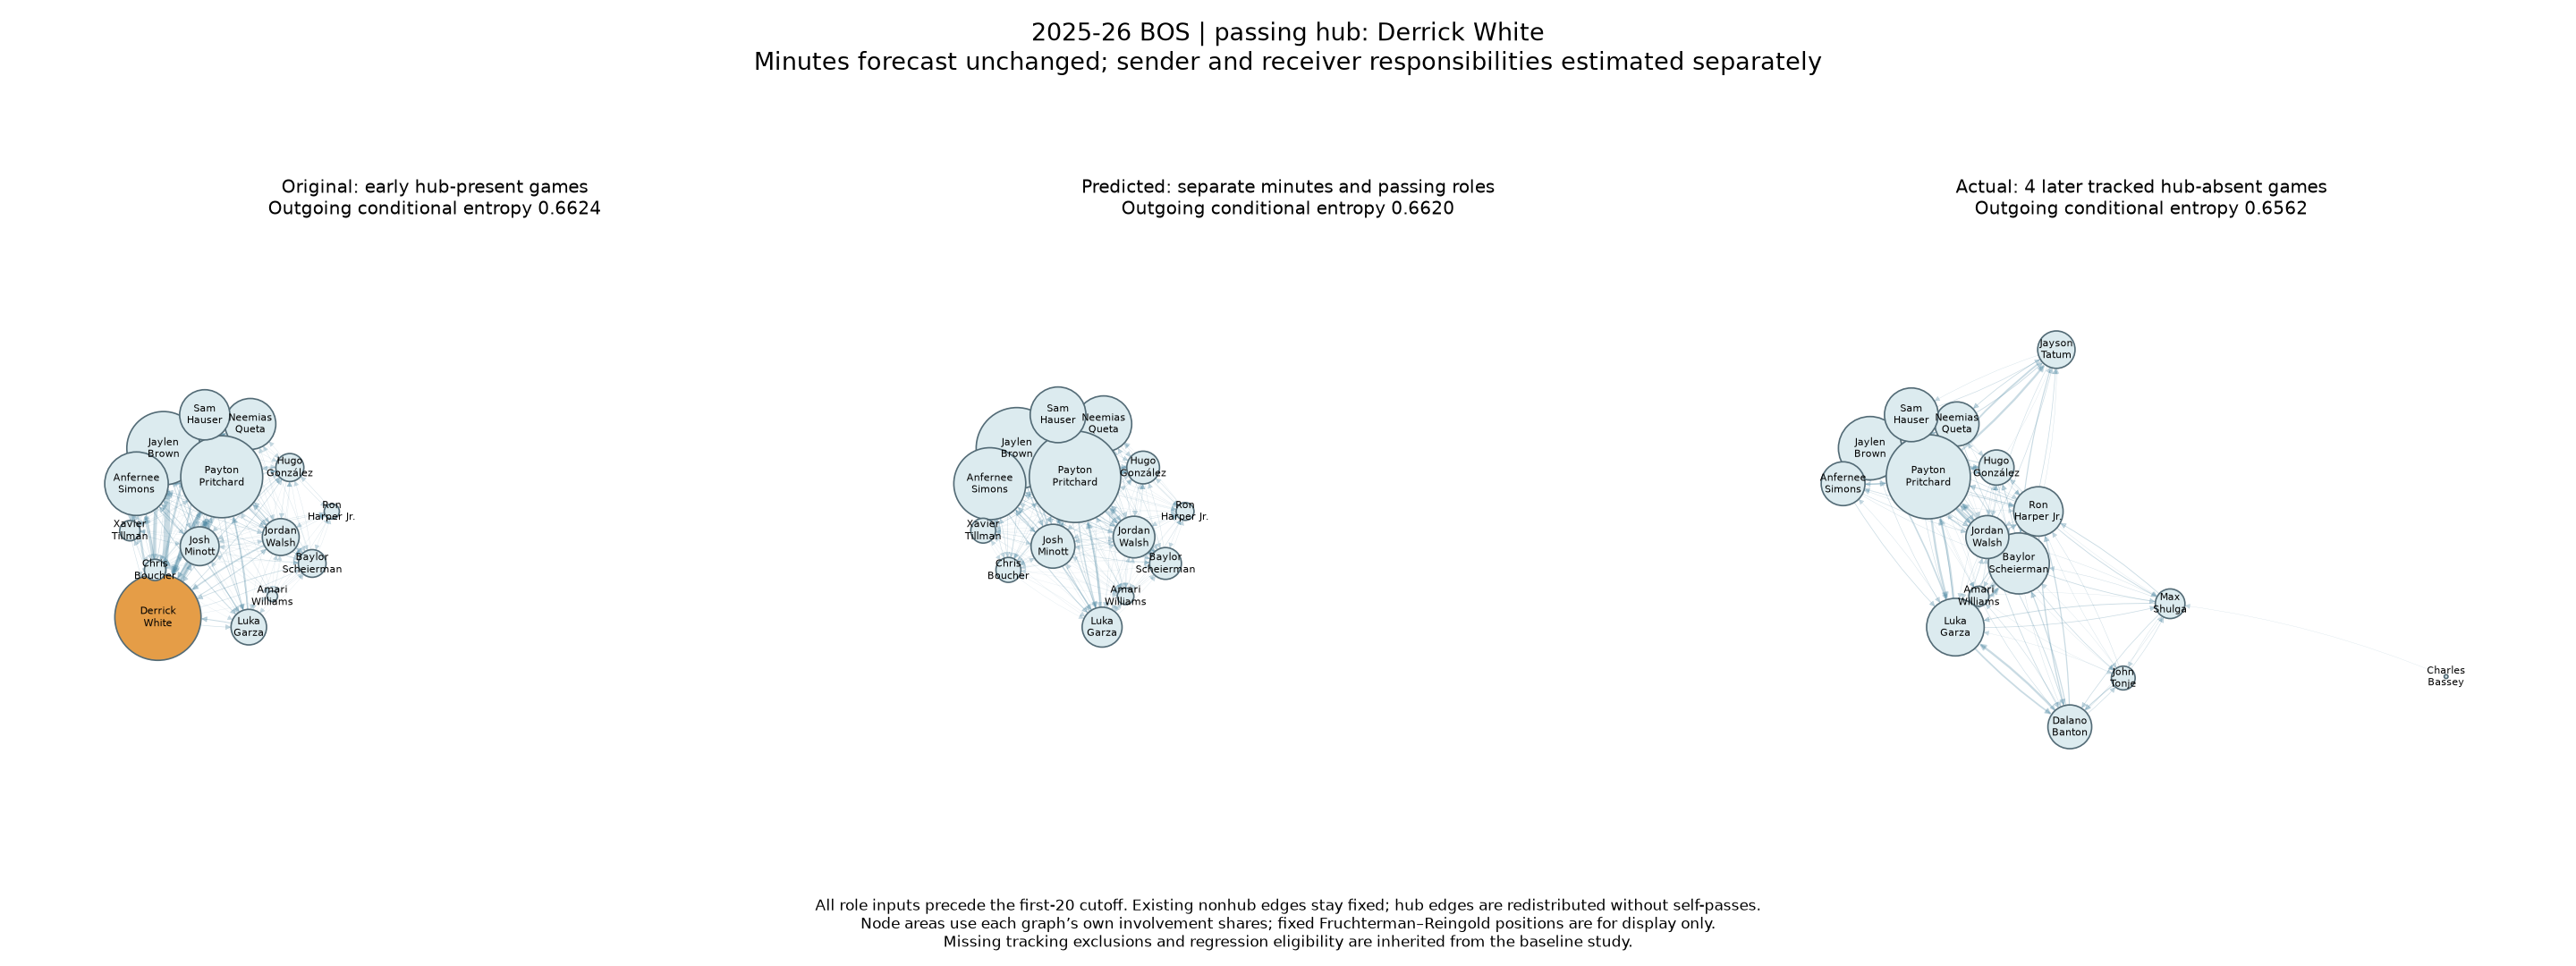 2025-26 BOS | passing hub: Derrick White
Minutes forecast unchanged; sender and receiver responsibilities estimated separately
Original: early hub-present games
Outgoing conditional entropy 0.6624
Sam
Hauser
Neemias
Queta
Jaylen
Brown
Payton
Pritchard
Hugo
González
Anfernee
Simons
Ron
Harper Jr.
Xavier
Tillman
Jordan
Walsh
Josh
Minott
Baylor
Scheierman
Chris
Boucher
Amari
Williams
Derrick
White
Luka
Garza
Predicted: separate minutes and passing roles
Outgoing conditional entropy 0.6620
Sam
Hauser
Neemias
Queta
Jaylen
Brown
Payton
Pritchard
Hugo
González
Anfernee
Simons
Ron
Harper Jr.
Xavier
Tillman
Jordan
Walsh
Josh
Minott
Baylor
Scheierman
Chris
Boucher
Amari
Williams
Luka
Garza
Actual: 4 later tracked hub-absent games
Outgoing conditional entropy 0.6562
Jayson
Tatum
Sam
Hauser
Neemias
Queta
Jaylen
Brown
Payton
Pritchard
Hugo
González
Anfernee
Simons
Ron
Harper Jr.
Jordan
Walsh
Baylor
Scheierman
Amari
Williams
Max
Shulga
Luka
Garza
John
Tonje
Charles
Bassey
Dalano
Banton
All role inputs precede the first-20 cutoff. Existing nonhub edges stay fixed; hub edges are redistributed without self-passes.
Node areas use each graph’s own involvement shares; fixed Fruchterman–Reingold positions are for display only.
Missing tracking exclusions and regression eligibility are inherited from the baseline study.